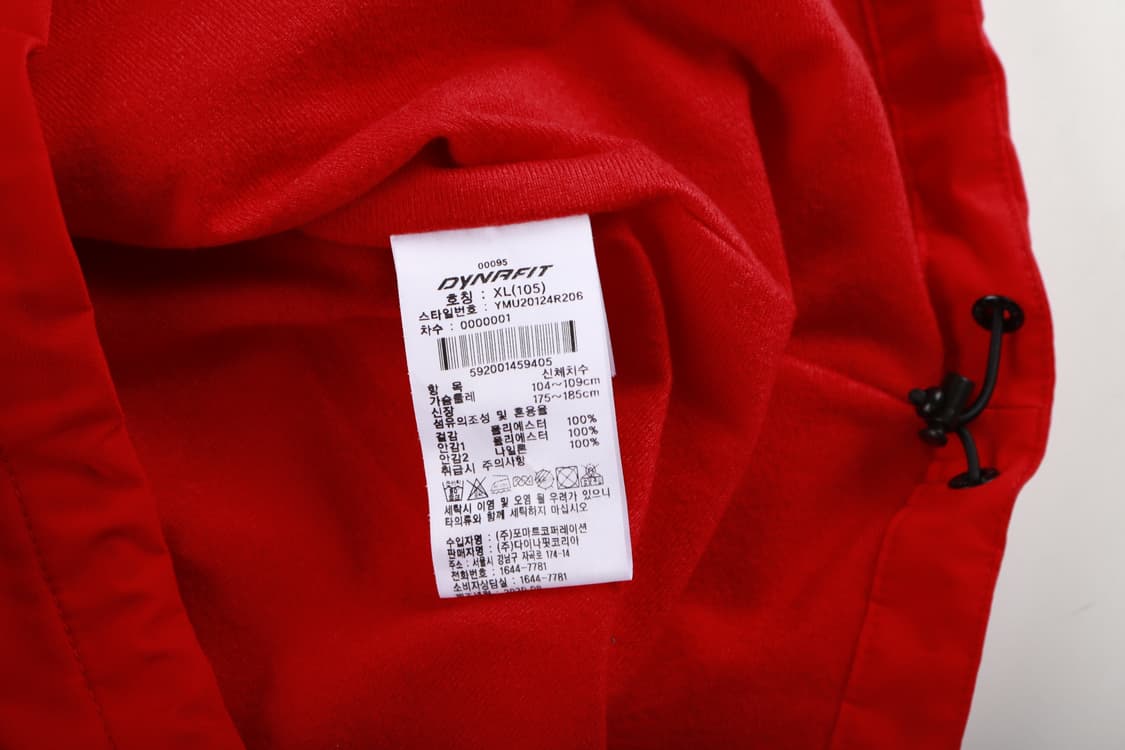 00095
DYNAFIT
호칭 : XL(105)
스타일번호 : YMU20124R206
차수 : 0000001
592001459405
항 목 신체치수
가슴둘레 104~109cm
신장 175~185cm
섬유의조성 및 혼용율
겉감 폴리에스터 100%
안감1 폴리에스터 100%
안감2 나일론 100%
취급시 주의사항
세탁시 이염 및 오염 될 우려가 있으니
타의류와 함께 세탁하지 마십시오
수입자명 : (주)포마트코퍼레이션
판매자명 : (주)다이나핏코리아
주소 : 서울시 강남구 자곡로 174-14
전화번호 : 1644-7781
소비자상담실 : 1644-7781